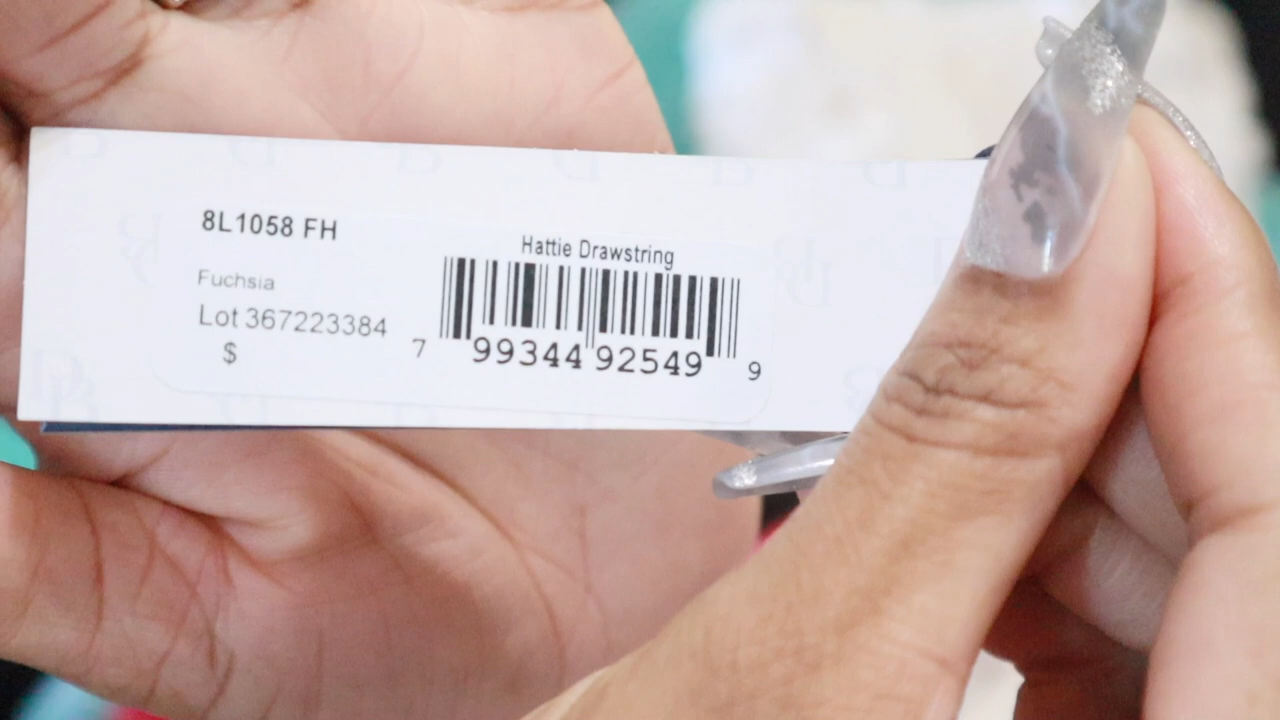 8L1058 FH
Fuchsia
Lot 367223384
$
Hattie Drawstring
7 99344 92549 9